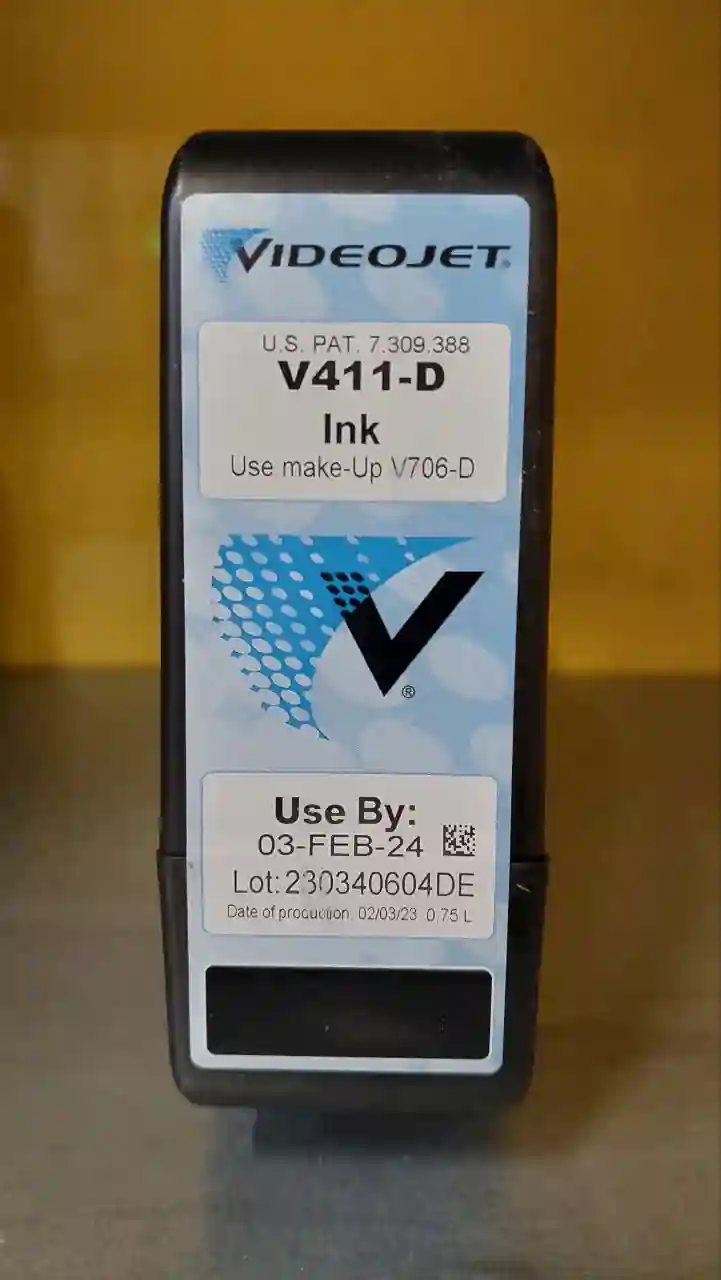 VIDEOJET®
U.S. PAT. 7.309.388
V411-D
Ink
Use make-Up V706-D
V®
Use By:
03-FEB-24
Lot:230340604DE
Date of production: 02/03/23 0.75 L